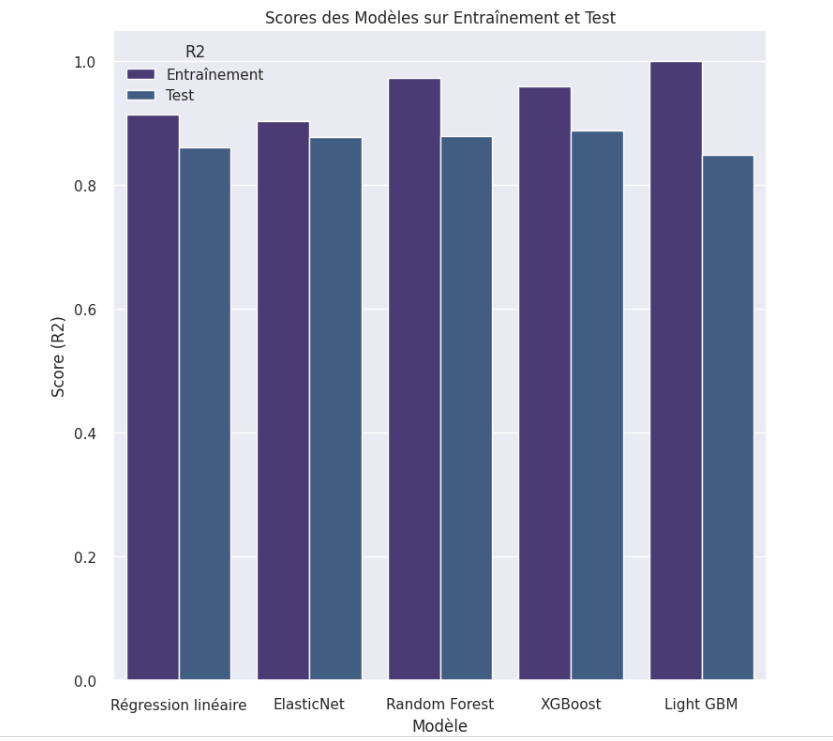 Scores des Modèles sur Entraînement et Test
R2
Entraînement
Test
1.0
0.8
0.6
0.4
0.2
0.0
Score (R2)
Régression linéaire
ElasticNet
Random Forest
XGBoost
Light GBM
Modèle